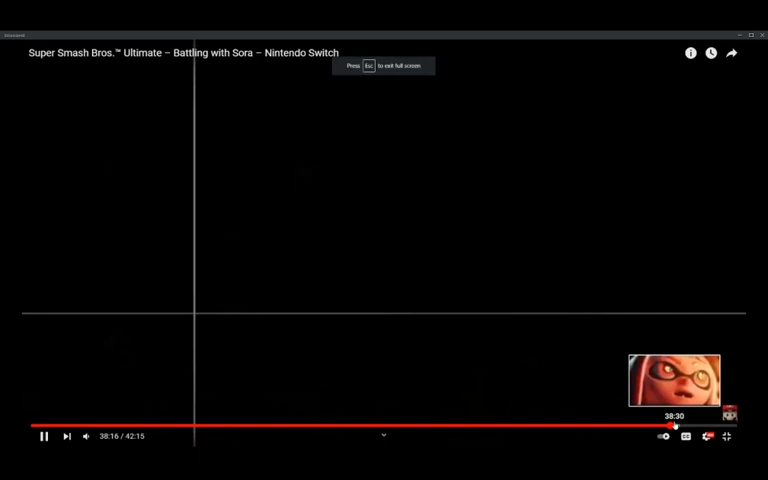 Super Smash Bros.™ Ultimate – Battling with Sora – Nintendo Switch
Press Esc to exit full screen
38:30
38:16 / 42:15
CC